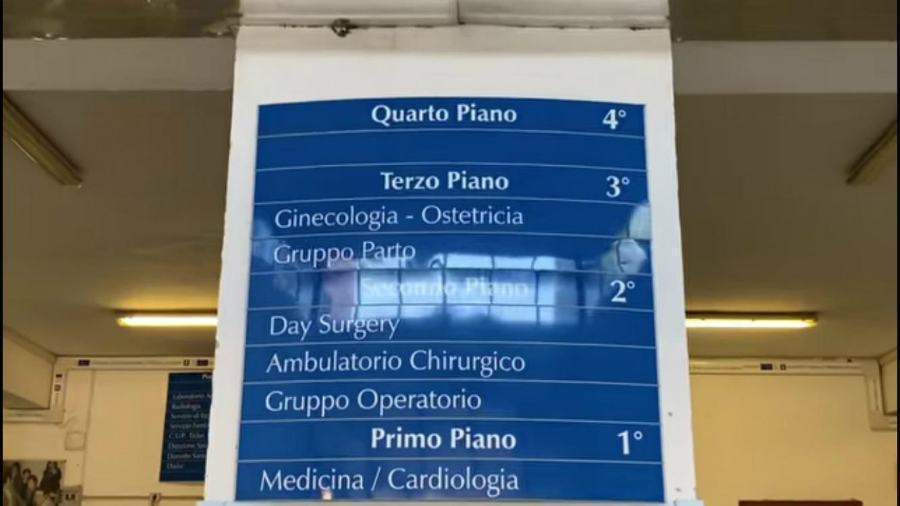 Quarto Piano 4°
Terzo Piano 3°
Ginecologia - Ostetricia
Gruppo Parto
Secondo Piano 2°
Day Surgery
Ambulatorio Chirurgico
Gruppo Operatorio
Primo Piano 1°
Medicina / Cardiologia
Radiologia